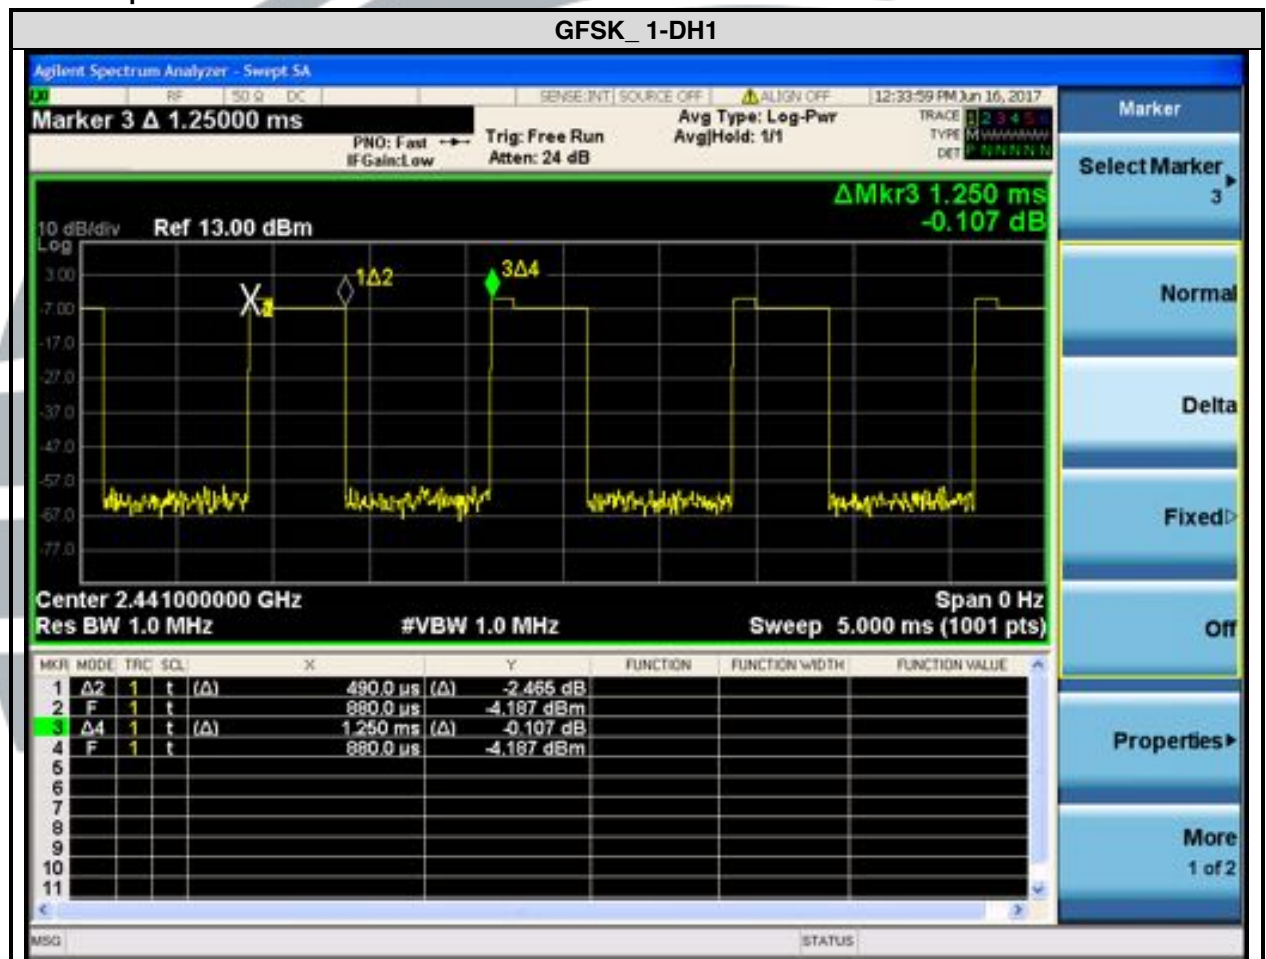 GFSK_ 1-DH1
Agilent Spectrum Analyzer - Swept SA
RF 50 Ω DC SENSE:INT SOURCE OFF ALIGN OFF 12:33:59 PM Jun 16, 2017
Marker 3 Δ 1.25000 ms
PNO: Fast
IFGain:Low
Trig: Free Run
Atten: 24 dB
Avg Type: Log-Pwr
Avg|Hold: 1/1
TRACE 1 2 3 4 5 6
TYPE M
DET P N N N N N
ΔMkr3 1.250 ms
-0.107 dB
10 dB/div Ref 13.00 dBm
Log
3.00
-7.00
-17.0
-27.0
-37.0
-47.0
-57.0
-67.0
-77.0
1Δ2
3Δ4
X
Center 2.441000000 GHz Span 0 Hz
Res BW 1.0 MHz #VBW 1.0 MHz Sweep 5.000 ms (1001 pts)
MKR MODE TRC SCL X Y FUNCTION FUNCTION WIDTH FUNCTION VALUE
1 Δ2 1 t (Δ) 490.0 µs (Δ) -2.465 dB
2 F 1 t 880.0 µs -4.187 dBm
3 Δ4 1 t (Δ) 1.250 ms (Δ) -0.107 dB
4 F 1 t 880.0 µs -4.187 dBm
5
6
7
8
9
10
11
MSG STATUS
Marker
Select Marker
3
Normal
Delta
Fixed
Off
Properties
More
1 of 2